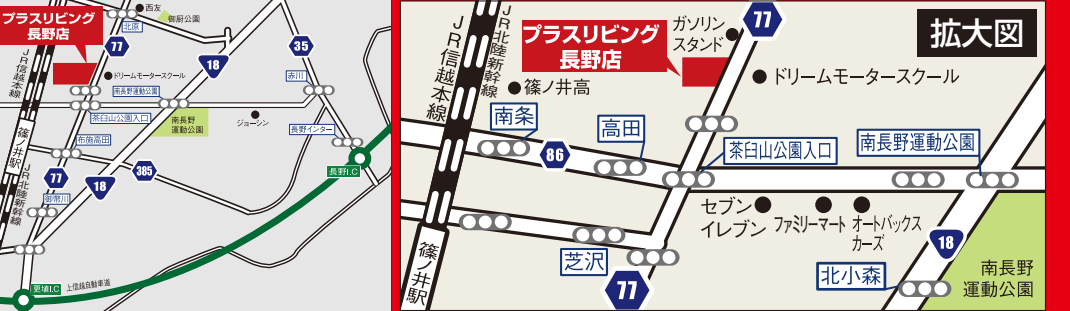 西友
御厨公園
プラスリビング
長野店
北原
77
35
18
ドリームモータースクール
赤川
JR信越本線
南長野運動公園
茶臼山公園入口
南長野
運動公園
ジョーシン
長野インター
布施高田
篠ノ井駅
385
長野I.C
77
18
JR北陸新幹線
御幣川
更埴I.C
上信越自動車道
拡大図
77
JR北陸新幹線
JR信越本線
プラスリビング
長野店
ガソリン
スタンド
ドリームモータースクール
篠ノ井高
南条
高田
86
茶臼山公園入口
南長野運動公園
セブン
イレブン
ファミリーマート
オートバックス
カーズ
18
芝沢
北小森
77
篠ノ井駅
南長野
運動公園